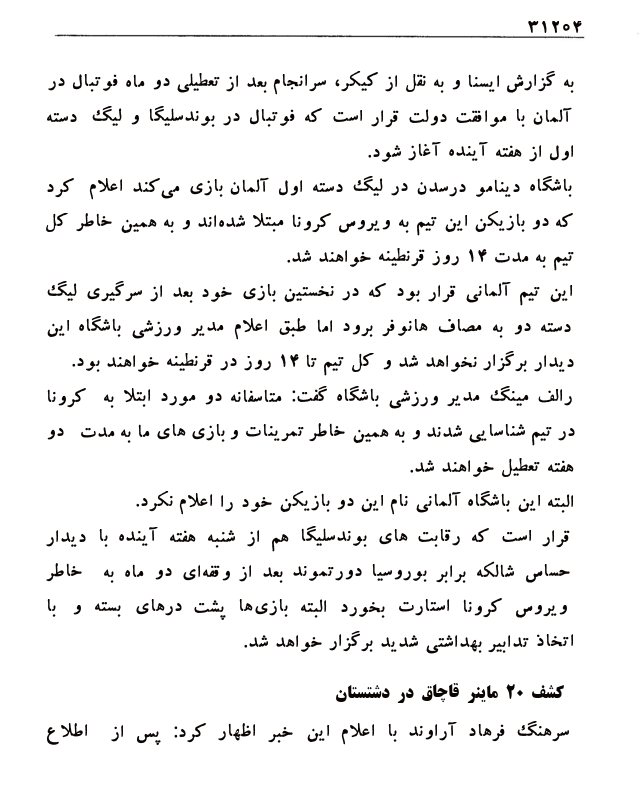 ۳۱۲۰۴
به گزارش ایسنا و به نقل از کیکر، سرانجام بعد از تعطیلی دو ماه فوتبال در
آلمان با موافقت دولت قرار است که فوتبال در بوندسلیگا و لیگ دسته
اول از هفته آینده آغاز شود.
باشگاه دینامو درسدن در لیگ دسته اول آلمان بازی می‌کند اعلام کرد
که دو بازیکن این تیم به ویروس کرونا مبتلا شده‌اند و به همین خاطر کل
تیم به مدت ۱۴ روز قرنطینه خواهند شد.
این تیم آلمانی قرار بود که در نخستین بازی خود بعد از سرگیری لیگ
دسته دو به مصاف هانوفر برود اما طبق اعلام مدیر ورزشی باشگاه این
دیدار برگزار نخواهد شد و کل تیم تا ۱۴ روز در قرنطینه خواهند بود.
رالف مینگ مدیر ورزشی باشگاه گفت: متاسفانه دو مورد ابتلا به کرونا
در تیم شناسایی شدند و به همین خاطر تمرینات و بازی های ما به مدت دو
هفته تعطیل خواهند شد.
البته این باشگاه آلمانی نام این دو بازیکن خود را اعلام نکرد.
قرار است که رقابت های بوندسلیگا هم از شنبه هفته آینده با دیدار
حساس شالکه برابر بوروسیا دورتموند بعد از وقفه‌ای دو ماه به خاطر
ویروس کرونا استارت بخورد البته بازی‌ها پشت درهای بسته و با
اتخاذ تدابیر بهداشتی شدید برگزار خواهد شد.
کشف ۲۰ ماینر قاچاق در دشتستان
سرهنگ فرهاد آراوند با اعلام این خبر اظهار کرد: پس از اطلاع